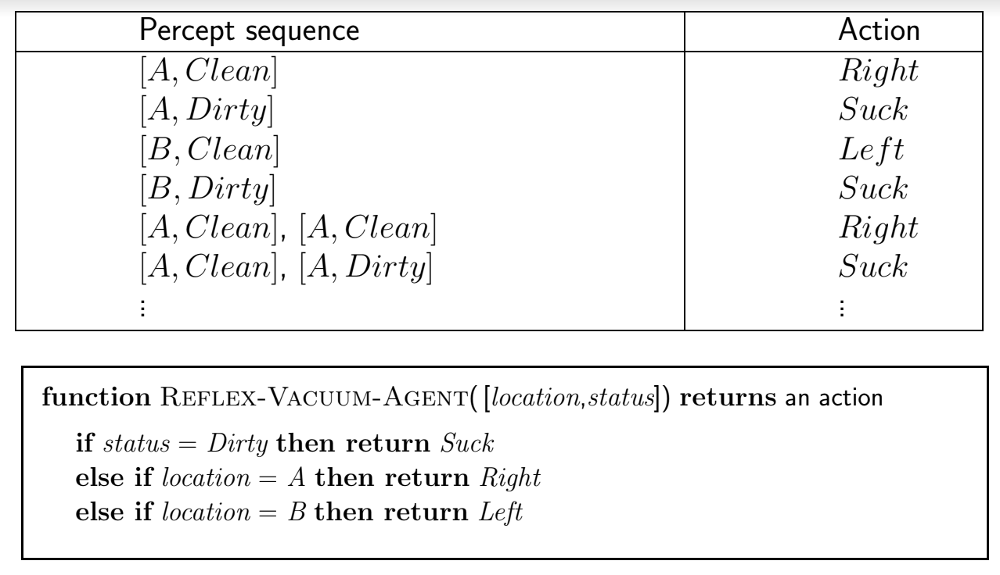 Percept sequence Action
[A, Clean] Right
[A, Dirty] Suck
[B, Clean] Left
[B, Dirty] Suck
[A, Clean], [A, Clean] Right
[A, Clean], [A, Dirty] Suck
⋮ ⋮
function REFLEX-VACUUM-AGENT([location,status]) returns an action
if status = Dirty then return Suck
else if location = A then return Right
else if location = B then return Left